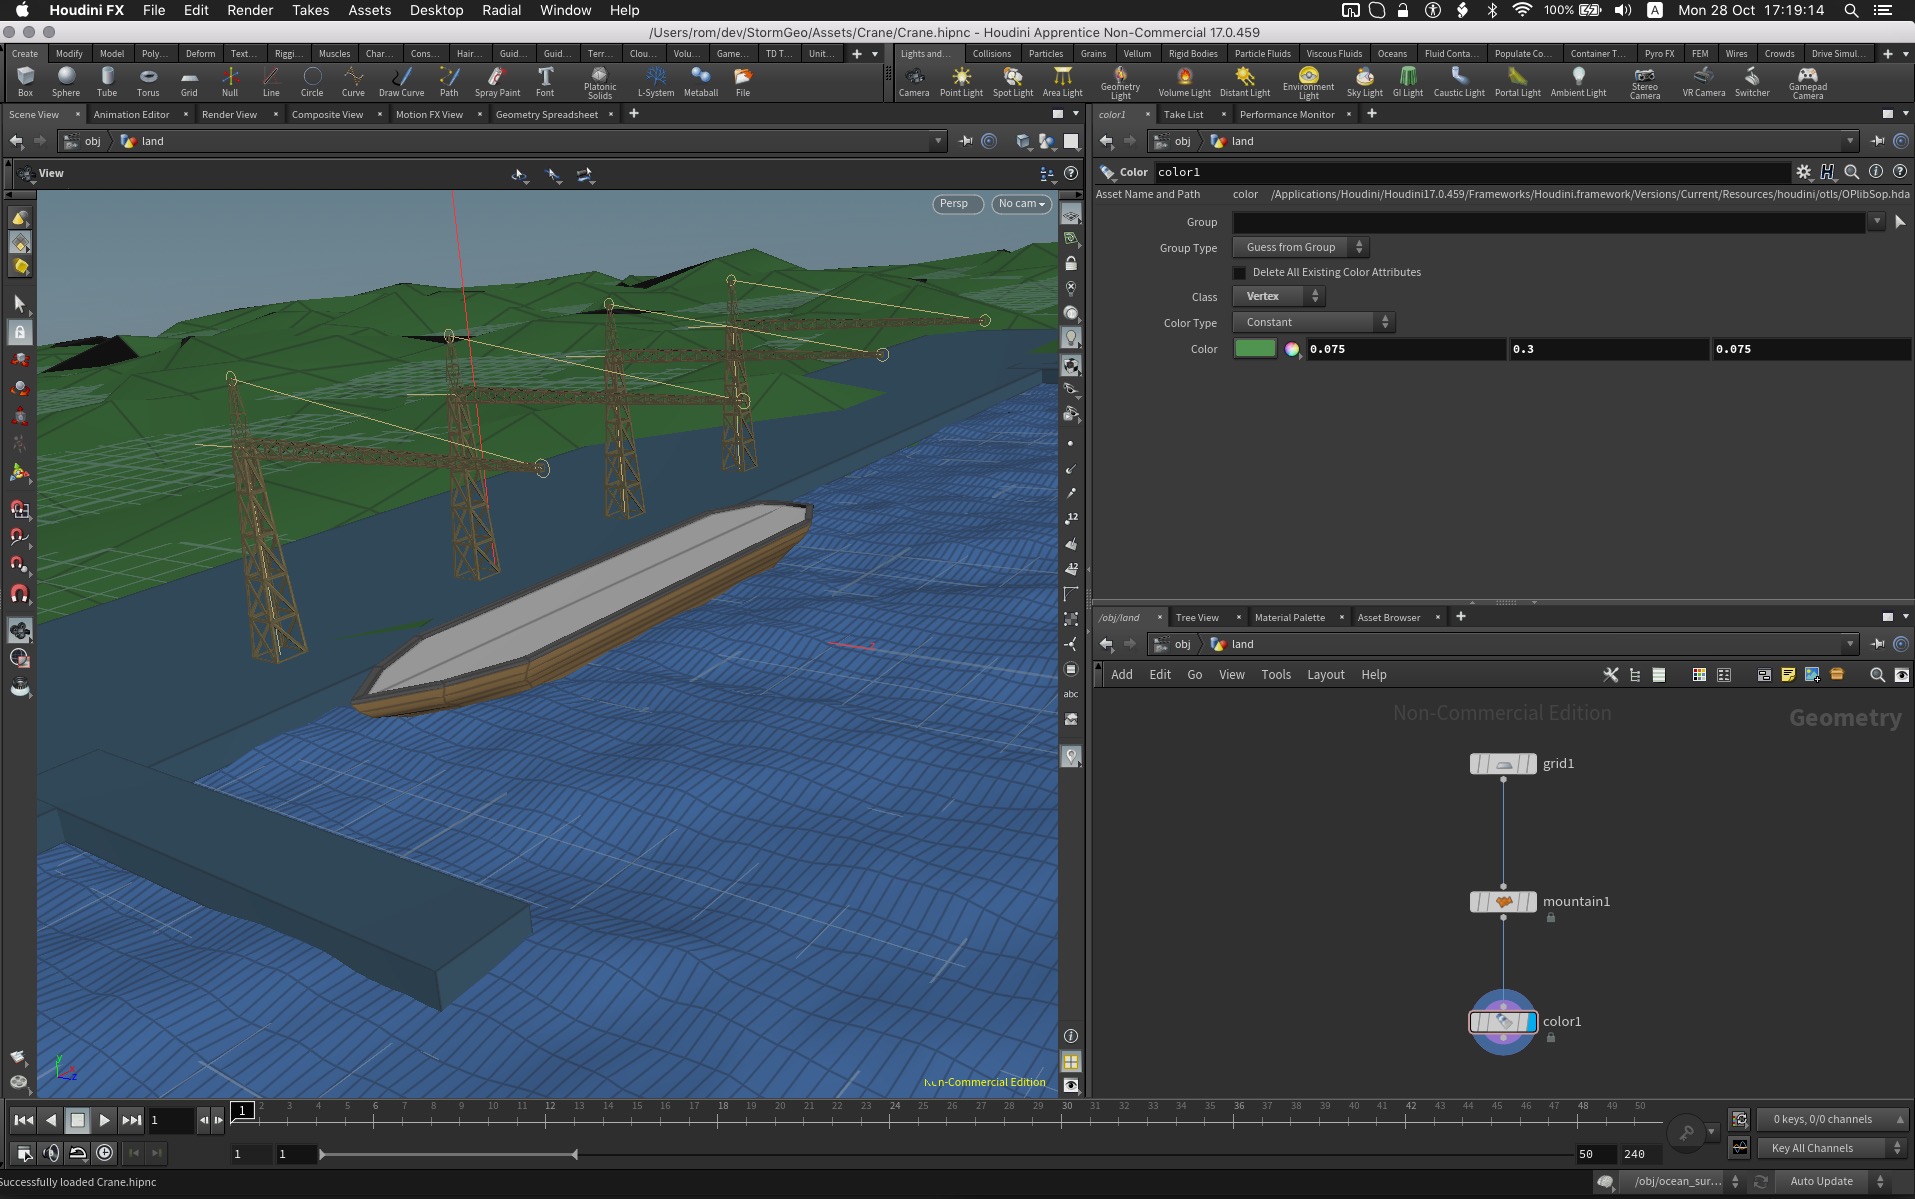 Houdini FX File Edit Render Takes Assets Desktop Radial Window Help 100% A Mon 28 Oct 17:19:14
/Users/rom/dev/StormGeo/Assets/Crane/Crane.hipnc - Houdini Apprentice Non-Commercial 17.0.459
Create Modify Model Poly... Deform Text... Riggi... Muscles Char... Cons... Hair... Guid... Guid... Terr... Clou... Volu... Game... TD T... Unit...
Lights and... Collisions Particles Grains Vellum Rigid Bodies Particle Fluids Viscous Fluids Oceans Fluid Conta... Populate Co... Container T... Pyro FX FEM Wires Crowds Drive Simul...
Box Sphere Tube Torus Grid Null Line Circle Curve Draw Curve Path Spray Paint Font Platonic Solids L-System Metaball File
Camera Point Light Spot Light Area Light Geometry Light Volume Light Distant Light Environment Light Sky Light GI Light Caustic Light Portal Light Ambient Light Stereo Camera VR Camera Switcher Gamepad Camera
Scene View Animation Editor Render View Composite View Motion FX View Geometry Spreadsheet
obj land
View
Persp No cam
12
12
abc
y
z
Z
Non-Commercial Edition
color1 Take List Performance Monitor
obj land
Color color1
Asset Name and Path color /Applications/Houdini/Houdini17.0.459/Frameworks/Houdini.framework/Versions/Current/Resources/houdini/otls/OPlibSop.hda
Group
Group Type Guess from Group
Delete All Existing Color Attributes
Class Vertex
Color Type Constant
Color 0.075 0.3 0.075
/obj/land Tree View Material Palette Asset Browser
obj land
Add Edit Go View Tools Layout Help
Non-Commercial Edition Geometry
grid1
mountain1
color1
1 1 2 3 4 5 6 7 8 9 10 11 12 13 14 15 16 17 18 19 20 21 22 23 24 25 26 27 28 29 30 31 32 33 34 35 36 37 38 39 40 41 42 43 44 45 46 47 48 49 50
0 keys, 0/0 channels
1 1 50 240 Key All Channels
Successfully loaded Crane.hipnc /obj/ocean_sur... Auto Update